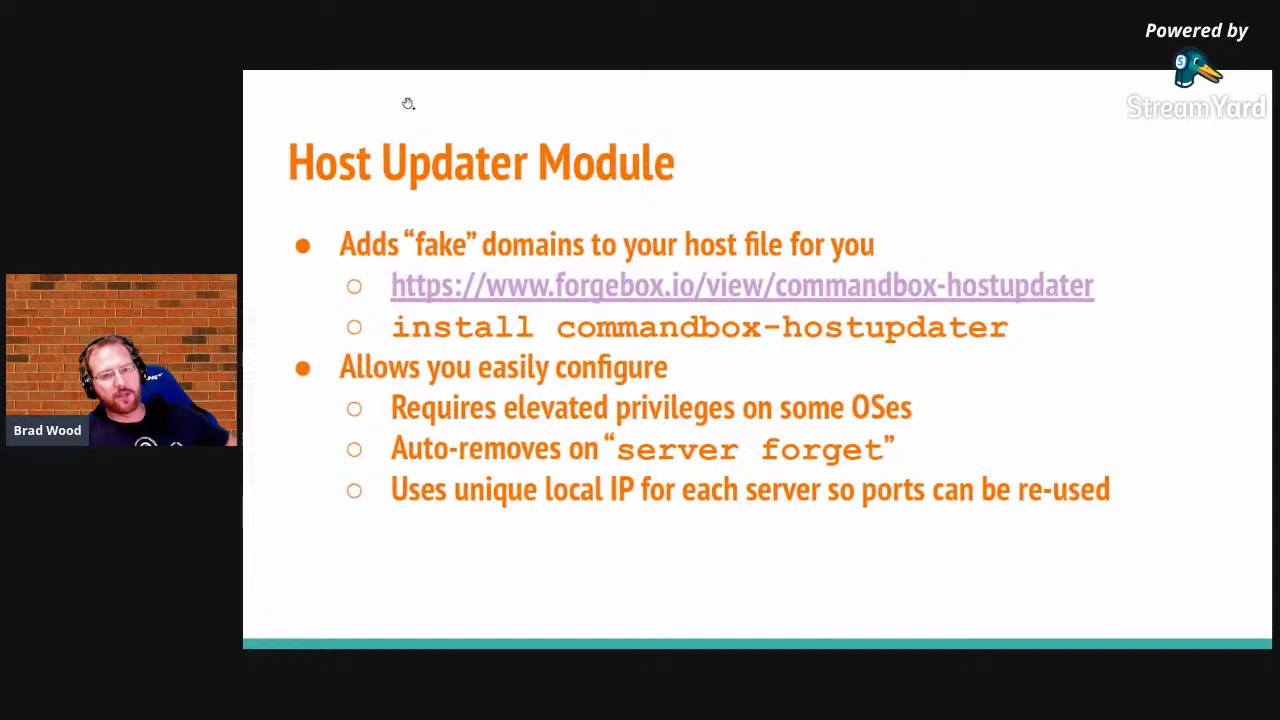 Powered by
StreamYard
Host Updater Module
● Adds “fake” domains to your host file for you
○ https://www.forgebox.io/view/commandbox-hostupdater
○ install commandbox-hostupdater
● Allows you easily configure
○ Requires elevated privileges on some OSes
○ Auto-removes on “server forget”
○ Uses unique local IP for each server so ports can be re-used
Brad Wood